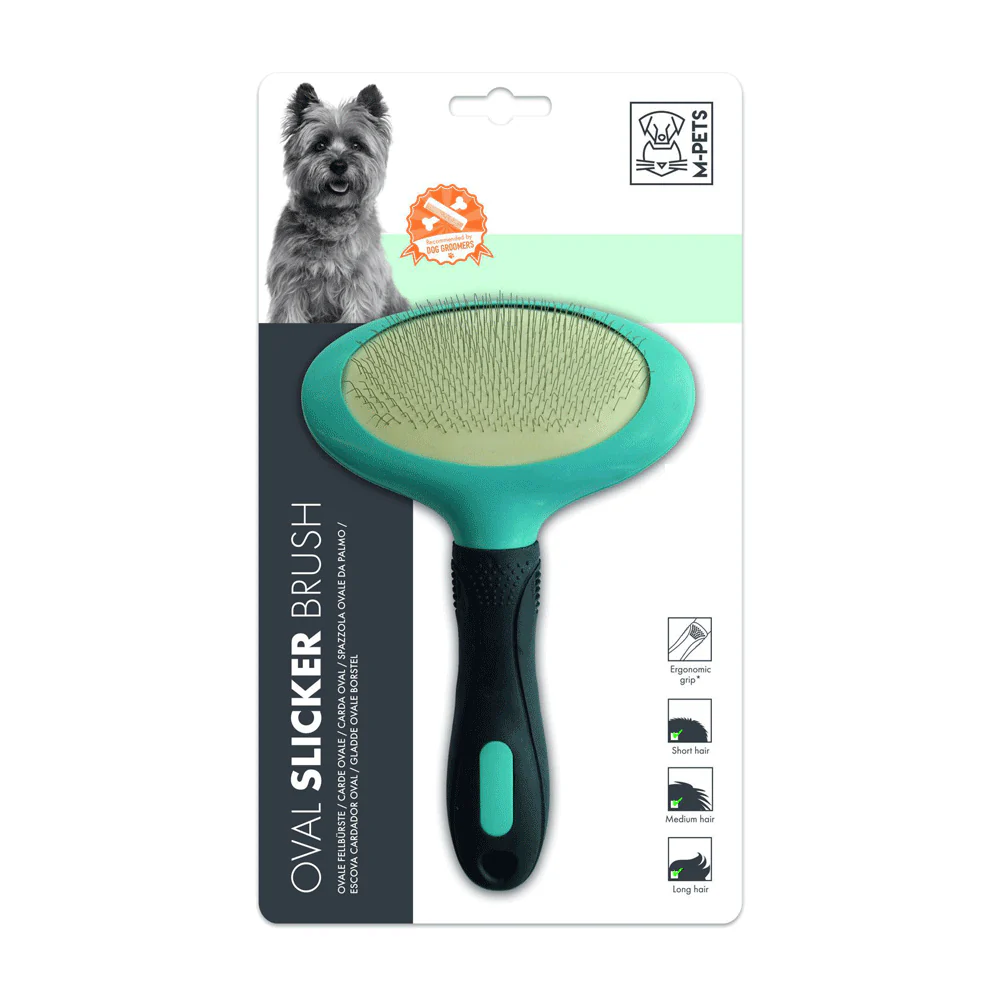 M-PETS
Recommended by
DOG GROOMERS
OVAL SLICKER BRUSH
OVALE FELLBÜRSTE / CARDE OVALE / CARDA OVAL / SPAZZOLA OVALE DA PALMO /
ESCOVA CARDADOR OVAL / GLADDE OVALE BORSTEL
Ergonomic
grip*
Short hair
Medium hair
Long hair